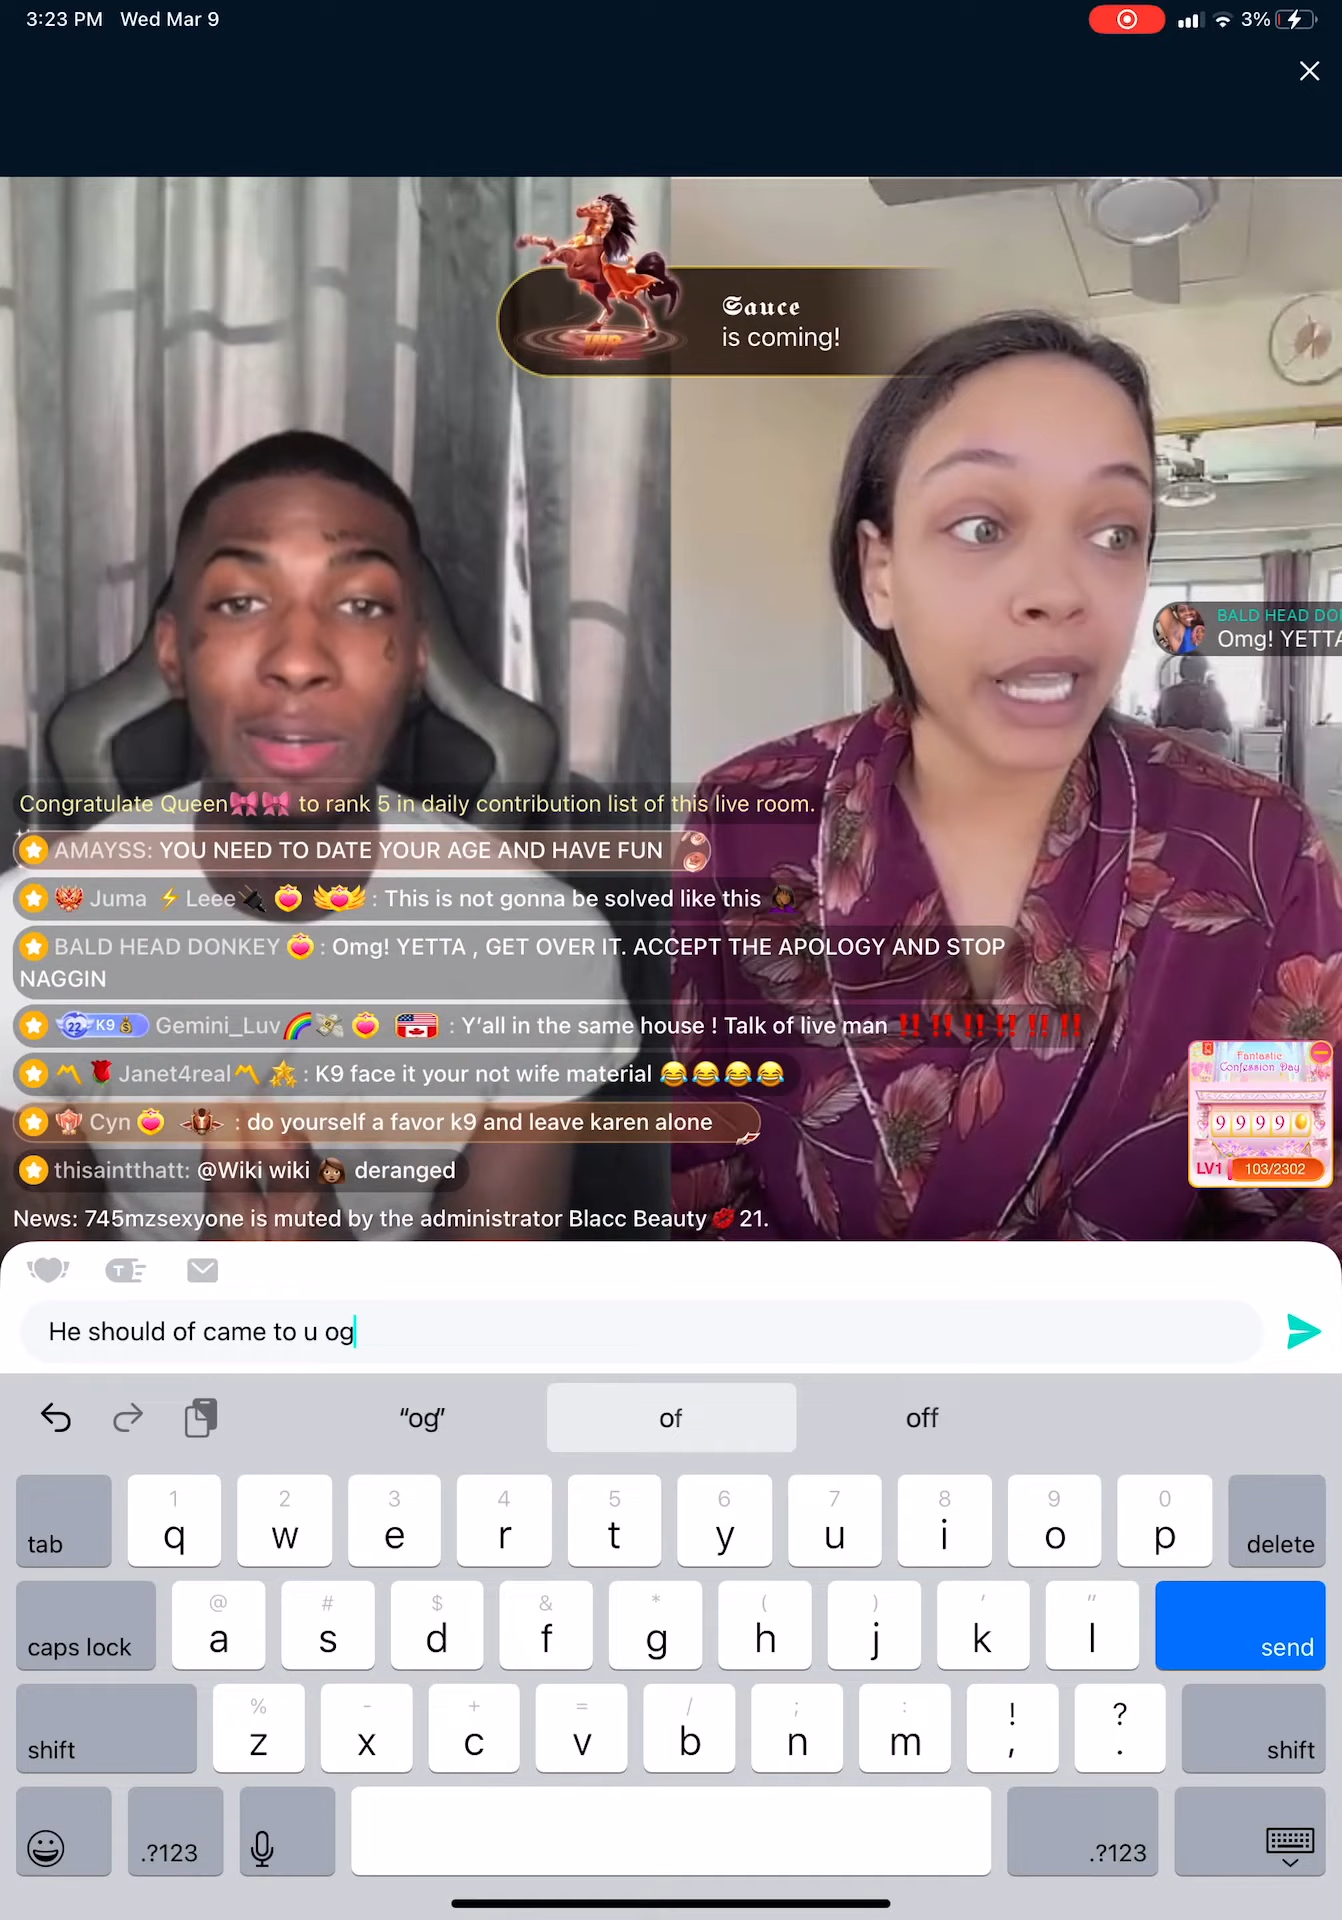 3:23 PM Wed Mar 9
3%
𝕾𝖆𝖚𝖈𝖊
is coming!
BALD HEAD DO
Omg! YETTA
Congratulate Queen🎀🎀 to rank 5 in daily contribution list of this live room.
AMAYSS: YOU NEED TO DATE YOUR AGE AND HAVE FUN
Juma ⚡ Leee🔌 : This is not gonna be solved like this 🤦🏾‍♀️
BALD HEAD DONKEY : Omg! YETTA , GET OVER IT. ACCEPT THE APOLOGY AND STOP
NAGGIN
22 K9💰 Gemini_Luv🌈💸 : Y’all in the same house ! Talk of live man ‼️‼️‼️‼️‼️‼️
〽️🌹 Janet4real〽️ : K9 face it your not wife material 😂😂😂😂
Cyn : do yourself a favor k9 and leave karen alone
thisaintthatt: @Wiki wiki 👩🏽 deranged
News: 745mzsexyone is muted by the administrator Blacc Beauty💋21.
Fantastic
Confession Day
9 9 9 9
LV1 103/2302
He should of came to u og
“og” of off
1 2 3 4 5 6 7 8 9 0
tab q w e r t y u i o p delete
@ # $ & * ( ) ' "
caps lock a s d f g h j k l send
% - + = / ; : ! ?
shift z x c v b n m , . shift
.?123 .?123